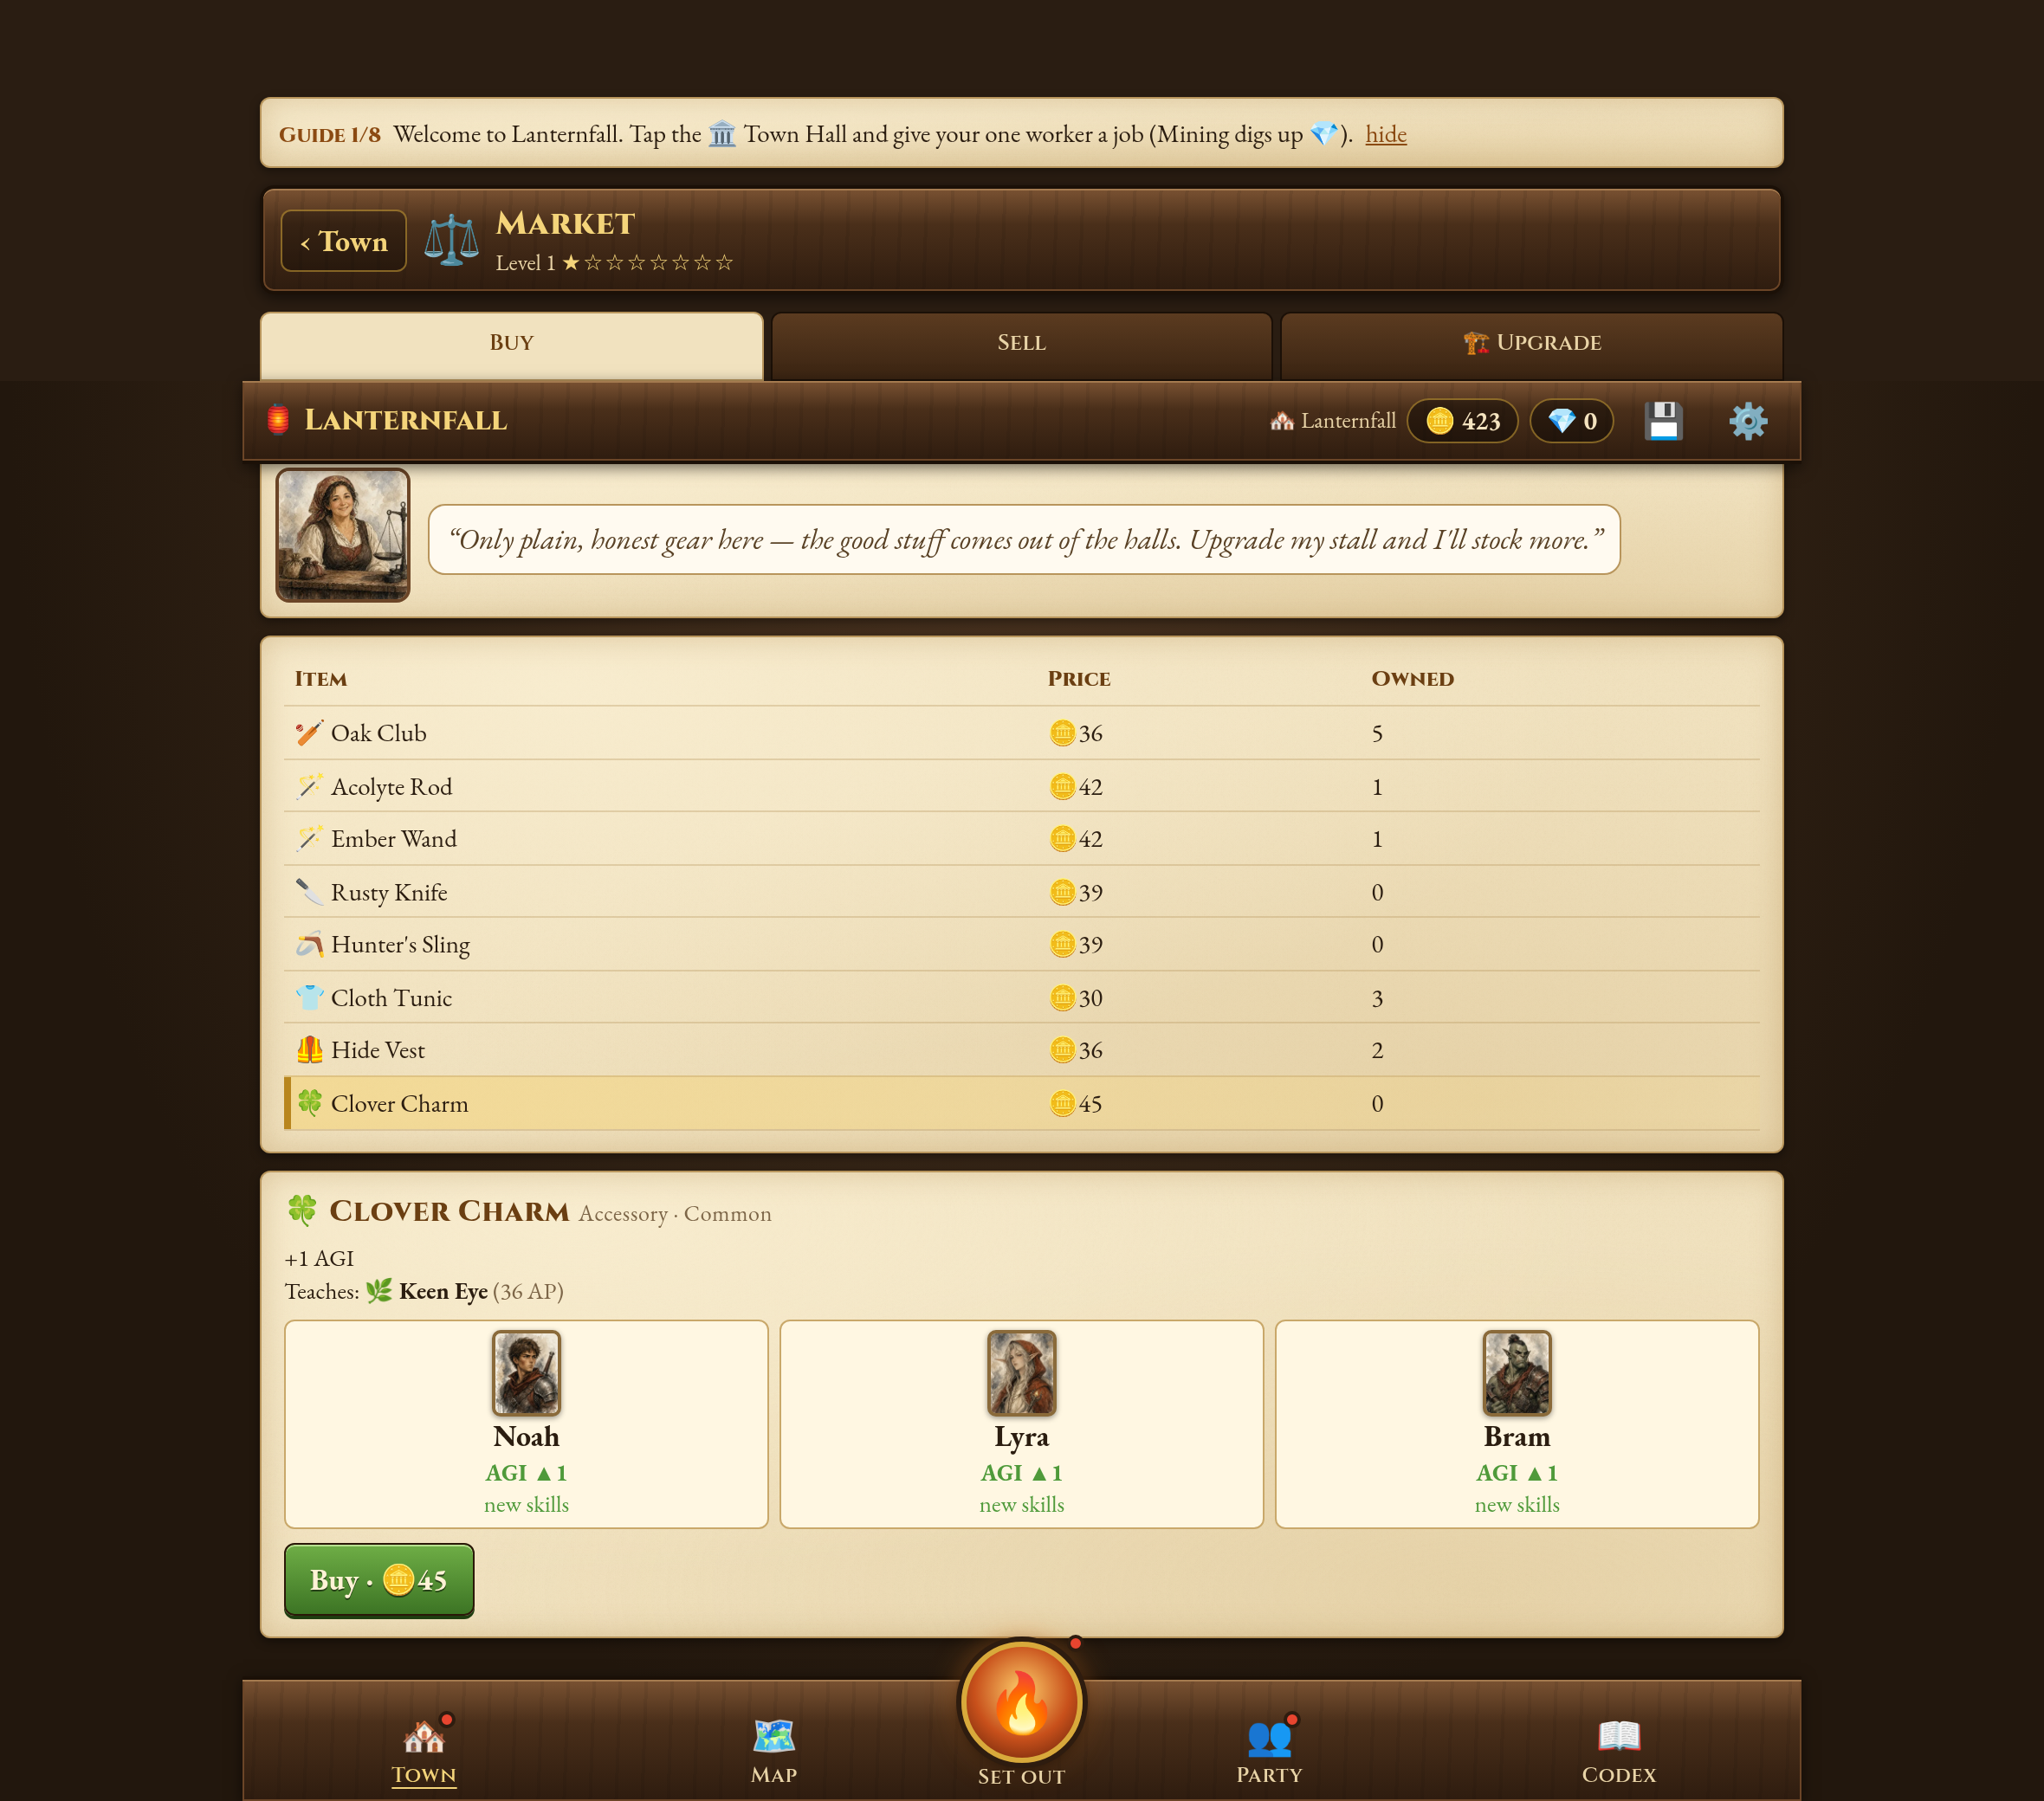 Guide 1/8 Welcome to Lanternfall. Tap the 🏛️ Town Hall and give your one worker a job (Mining digs up 💎). hide
‹ Town
Market
Level 1 ★☆☆☆☆☆☆☆
Buy
Sell
🏗️ Upgrade
🏮 Lanternfall
🏘️ Lanternfall
🪙 423
💎 0
“Only plain, honest gear here — the good stuff comes out of the halls. Upgrade my stall and I'll stock more.”
Item Price Owned
Oak Club 🪙36 5
Acolyte Rod 🪙42 1
Ember Wand 🪙42 1
Rusty Knife 🪙39 0
Hunter's Sling 🪙39 0
Cloth Tunic 🪙30 3
Hide Vest 🪙36 2
Clover Charm 🪙45 0
🍀 Clover Charm Accessory · Common
+1 AGI
Teaches: 🌿 Keen Eye (36 AP)
Noah
AGI ▲1
new skills
Lyra
AGI ▲1
new skills
Bram
AGI ▲1
new skills
Buy · 🪙45
Town
Map
Set out
Party
Codex